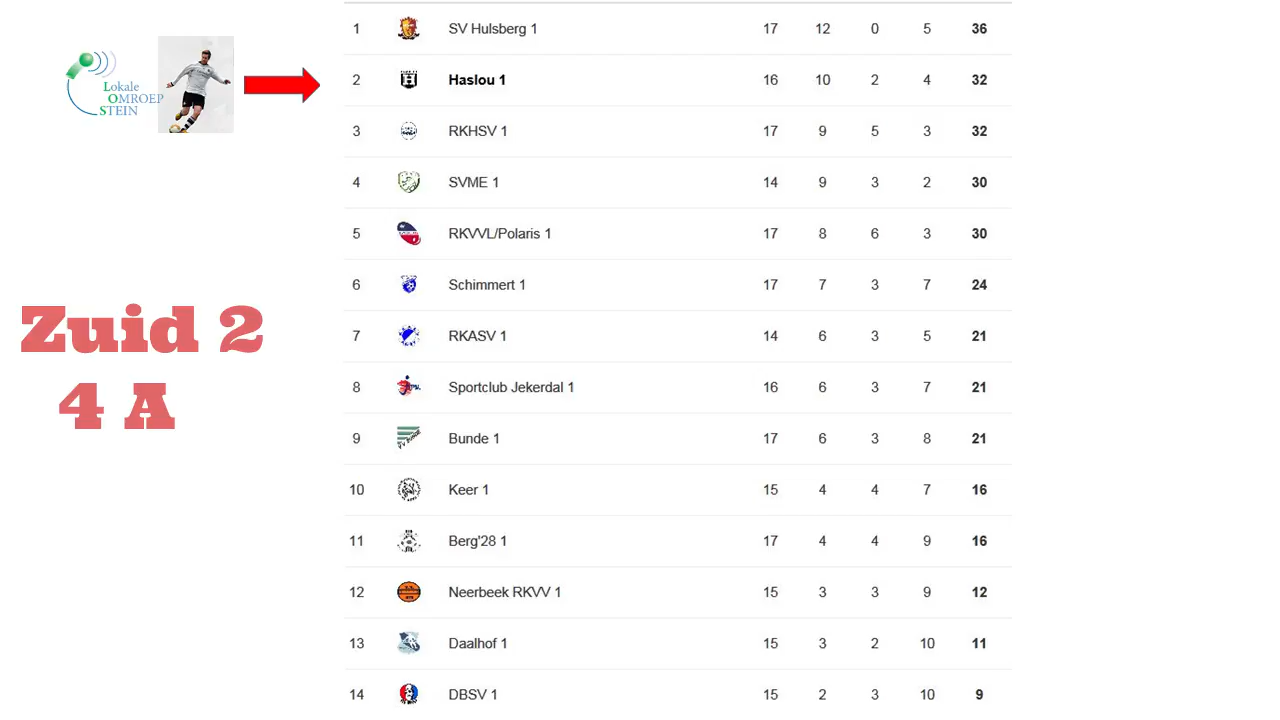 Lokale
OMROEP
STEIN
Zuid 2
4 A
1 SV Hulsberg 1 17 12 0 5 36
2 Haslou 1 16 10 2 4 32
3 RKHSV 1 17 9 5 3 32
4 SVME 1 14 9 3 2 30
5 RKVVL/Polaris 1 17 8 6 3 30
6 Schimmert 1 17 7 3 7 24
7 RKASV 1 14 6 3 5 21
8 Sportclub Jekerdal 1 16 6 3 7 21
9 Bunde 1 17 6 3 8 21
10 Keer 1 15 4 4 7 16
11 Berg'28 1 17 4 4 9 16
12 Neerbeek RKVV 1 15 3 3 9 12
13 Daalhof 1 15 3 2 10 11
14 DBSV 1 15 2 3 10 9